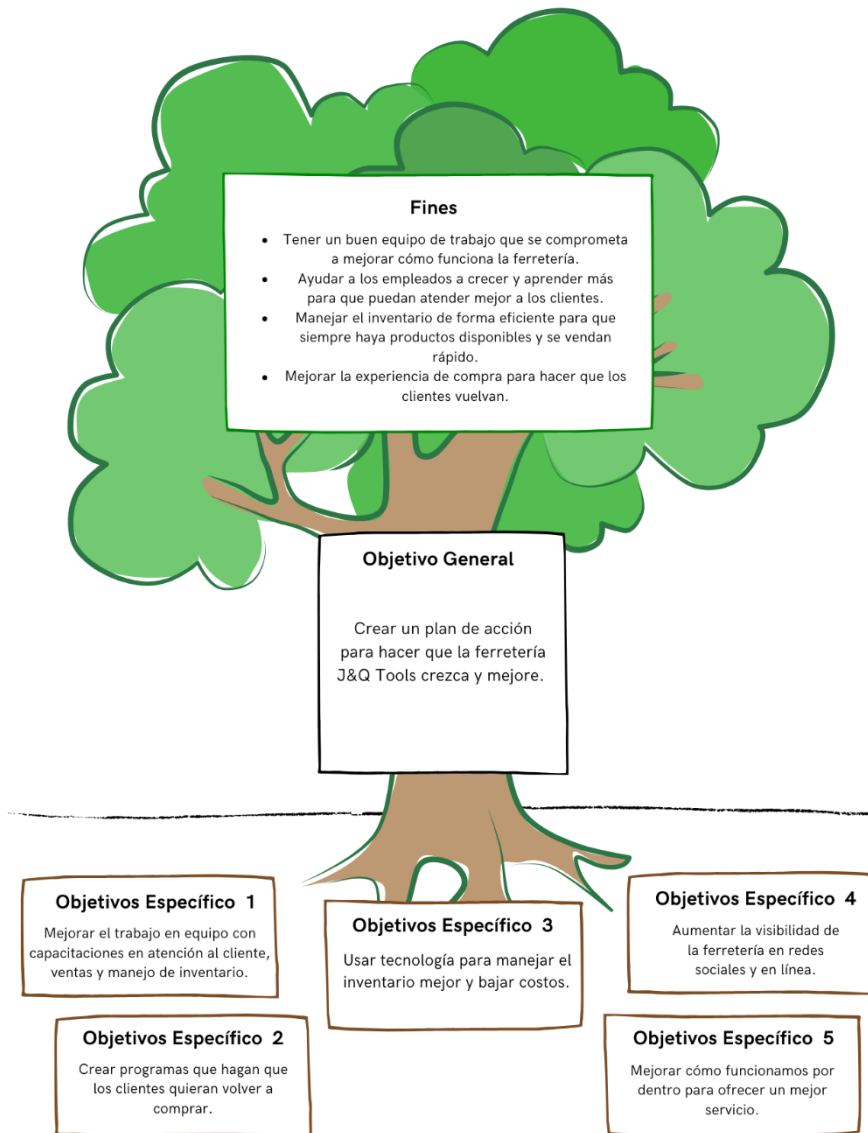 Fines
• Tener un buen equipo de trabajo que se comprometa
a mejorar cómo funciona la ferretería.
• Ayudar a los empleados a crecer y aprender más
para que puedan atender mejor a los clientes.
• Manejar el inventario de forma eficiente para que
siempre haya productos disponibles y se vendan
rápido.
• Mejorar la experiencia de compra para hacer que los
clientes vuelvan.
Objetivo General
Crear un plan de acción
para hacer que la ferretería
J&Q Tools crezca y mejore.
Objetivos Específico 1
Mejorar el trabajo en equipo con
capacitaciones en atención al cliente,
ventas y manejo de inventario.
Objetivos Específico 2
Crear programas que hagan que
los clientes quieran volver a
comprar.
Objetivos Específico 3
Usar tecnología para manejar el
inventario mejor y bajar costos.
Objetivos Específico 4
Aumentar la visibilidad de
la ferretería en redes
sociales y en línea.
Objetivos Específico 5
Mejorar cómo funcionamos por
dentro para ofrecer un mejor
servicio.